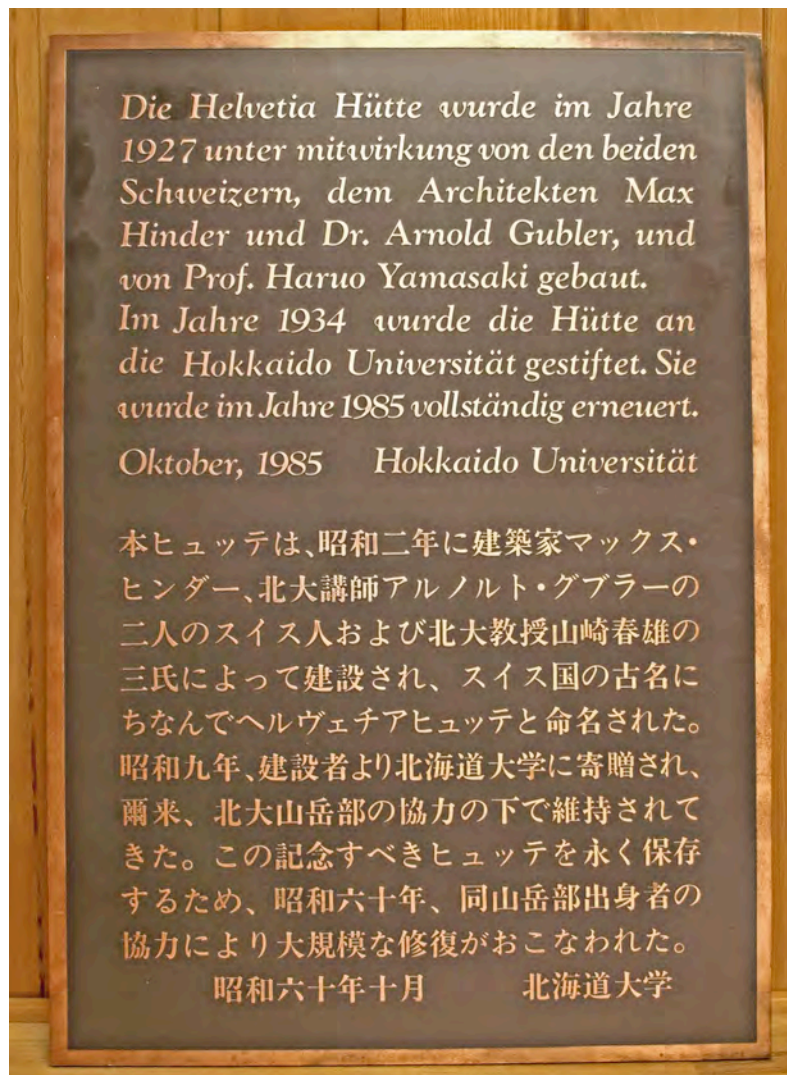 Die Helvetia Hütte wurde im Jahre
1927 unter mitwirkung von den beiden
Schweizern, dem Architekten Max
Hinder und Dr. Arnold Gubler, und
von Prof. Haruo Yamasaki gebaut.
Im Jahre 1934 wurde die Hütte an
die Hokkaido Universität gestiftet. Sie
wurde im Jahre 1985 vollständig erneuert.
Oktober, 1985 Hokkaido Universität
本ヒュッテは、昭和二年に建築家マックス・
ヒンダー、北大講師アルノルト・グブラーの
二人のスイス人および北大教授山崎春雄の
三氏によって建設され、スイス国の古名に
ちなんでヘルヴェチアヒュッテと命名された。
昭和九年、建設者より北海道大学に寄贈され、
爾来、北大山岳部の協力の下で維持されて
きた。この記念すべきヒュッテを永く保存
するため、昭和六十年、同山岳部出身者の
協力により大規模な修復がおこなわれた。
昭和六十年十月 北海道大学